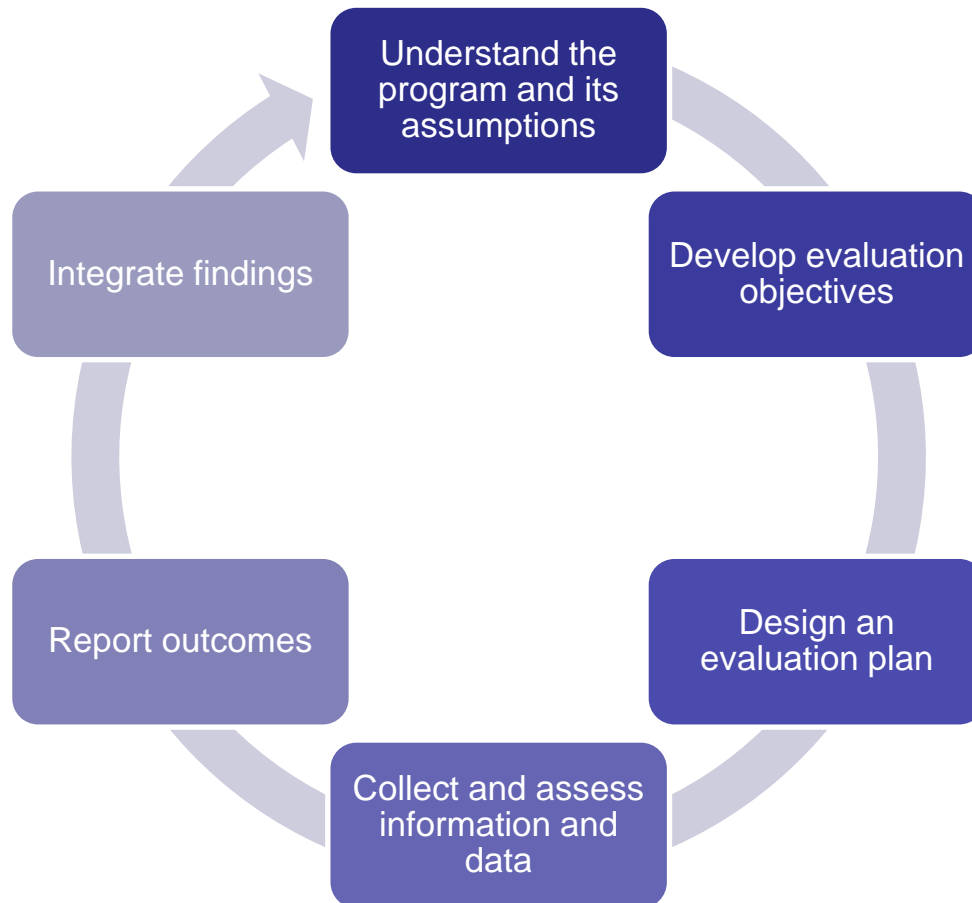 Understand the
program and its
assumptions
Develop evaluation
objectives
Design an
evaluation plan
Collect and assess
information and
data
Report outcomes
Integrate findings